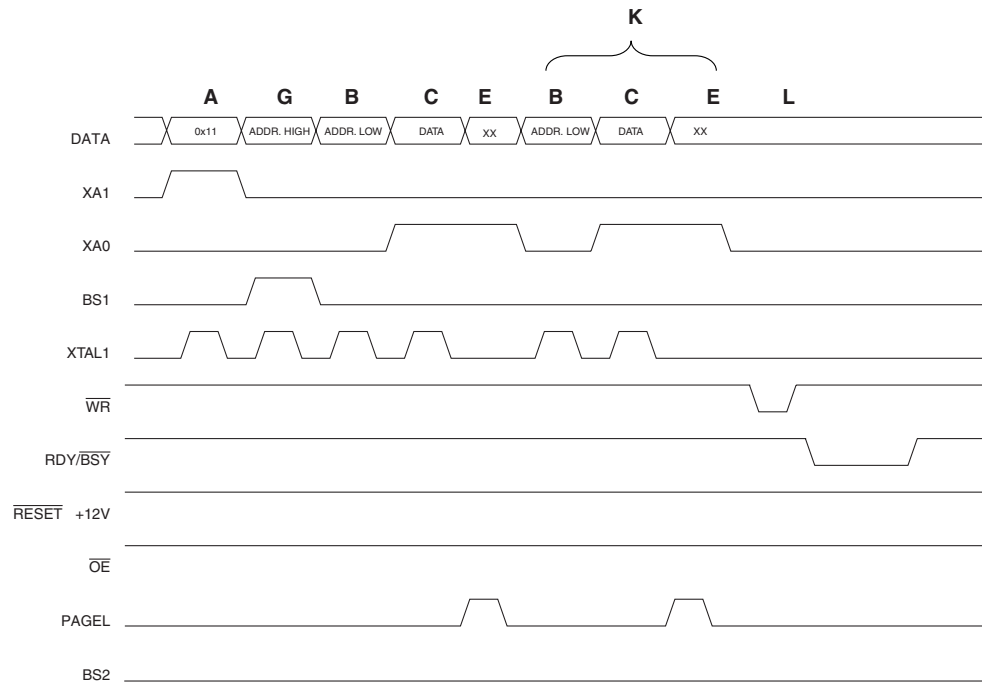 K
A G B C E B C E L
DATA 0x11 ADDR. HIGH ADDR. LOW DATA XX ADDR. LOW DATA XX
XA1
XA0
BS1
XTAL1
WR
RDY/BSY
RESET +12V
OE
PAGEL
BS2